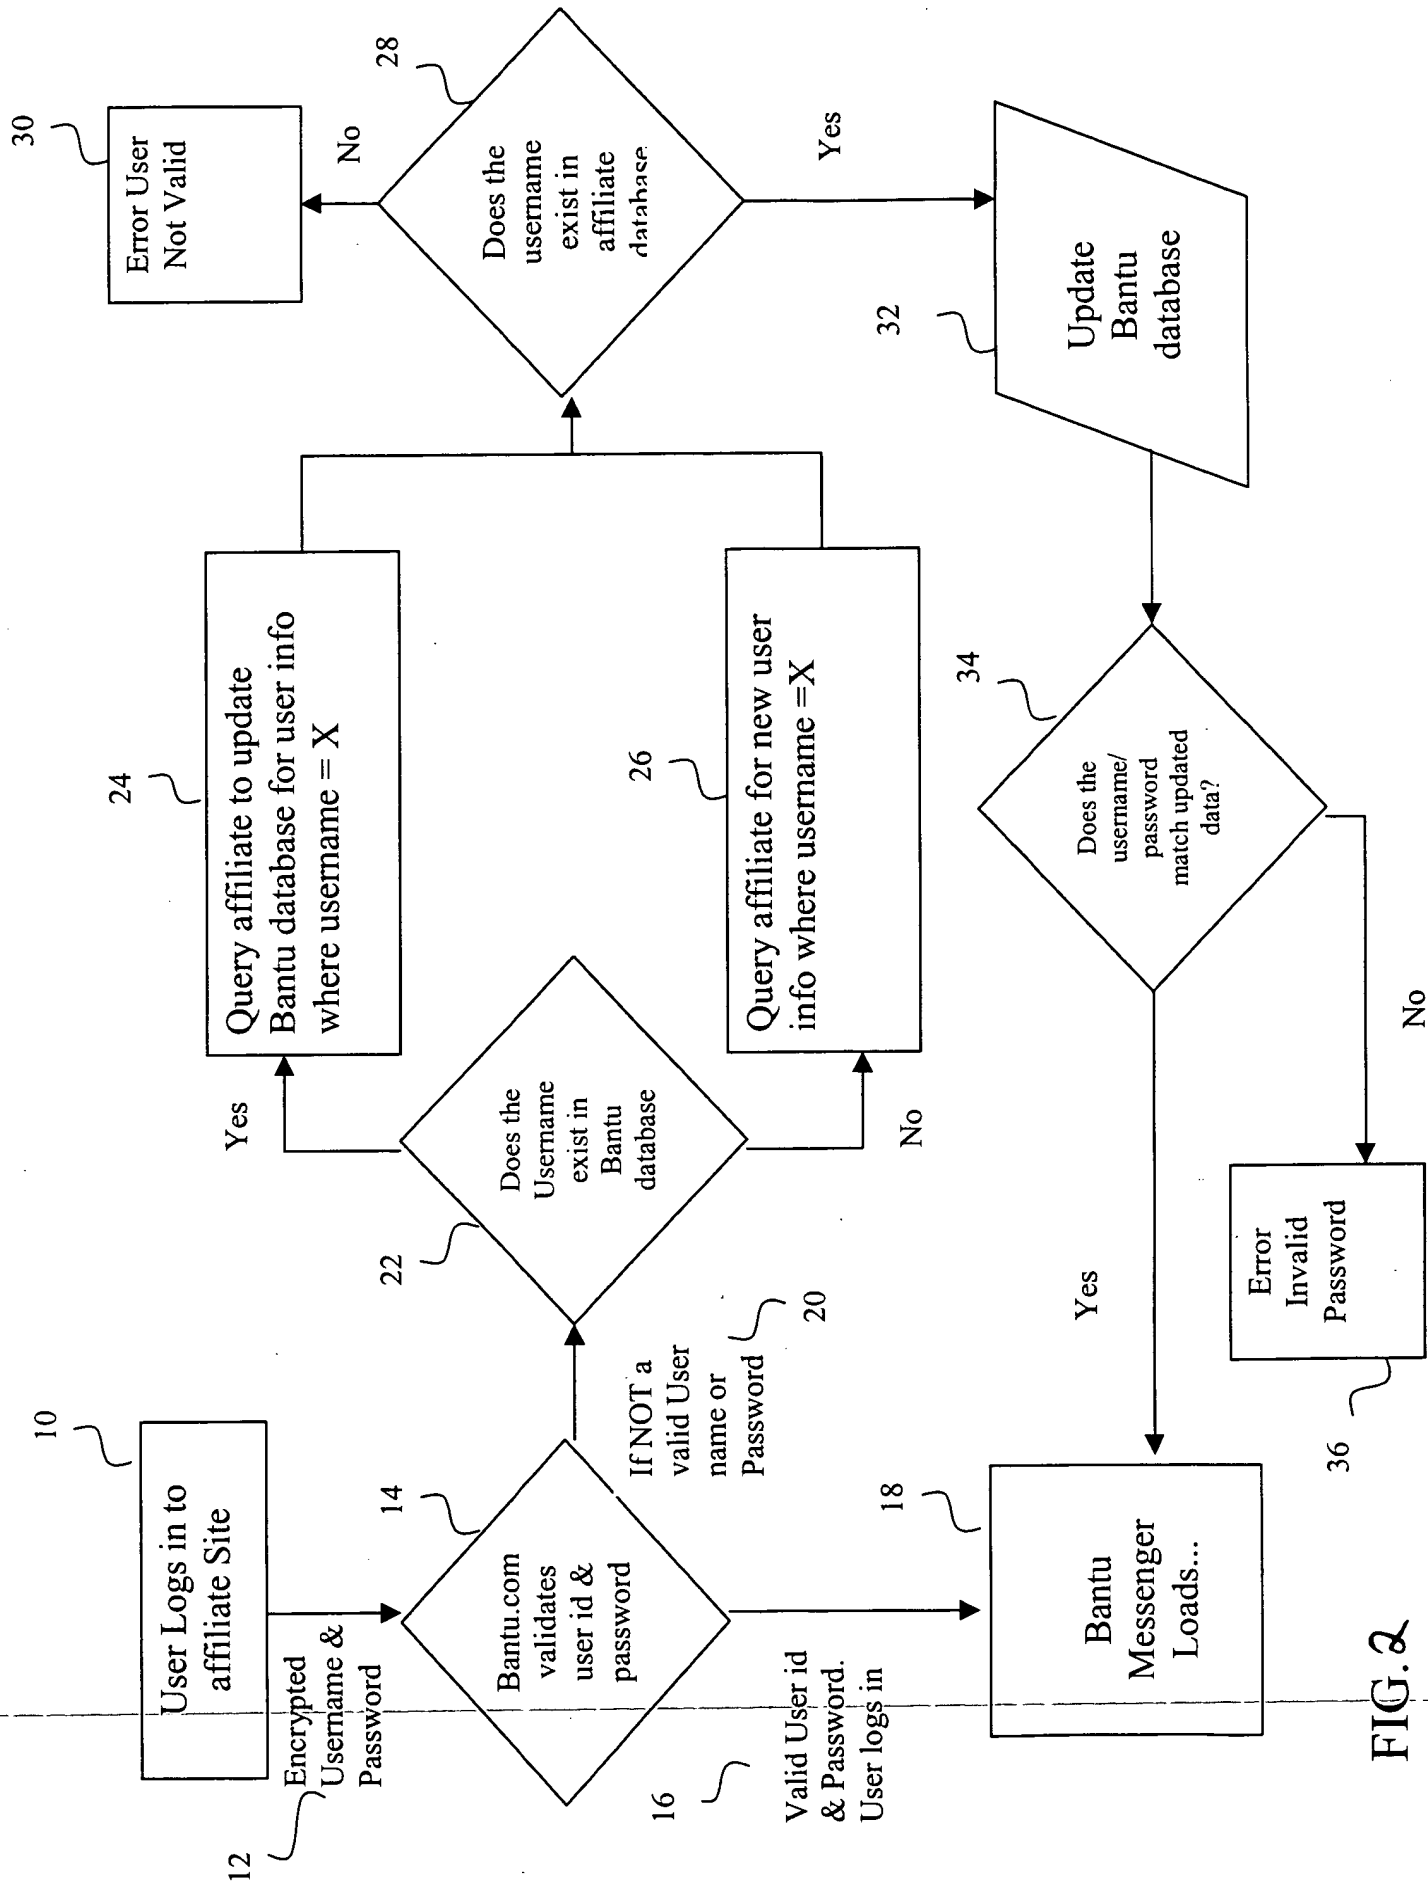 10
User Logs in to
affiliate Site
12
Encrypted
Username &
Password
14
Bantu.com
validates
user id &
password
16
Valid User id
& Password.
User logs in
18
Bantu
Messenger
Loads...
If NOT a
valid User
name or
Password
20
22
Does the
Username
exist in
Bantu
database
Yes
No
24
Query affiliate to update
Bantu database for user info
where username = X
26
Query affiliate for new user
info where username =X
28
Does the
username
exist in
affiliate
database
No
Yes
30
Error User
Not Valid
32
Update
Bantu
database
34
Does the
username/
password
match updated
data?
Yes
No
36
Error
Invalid
Password
FIG.2